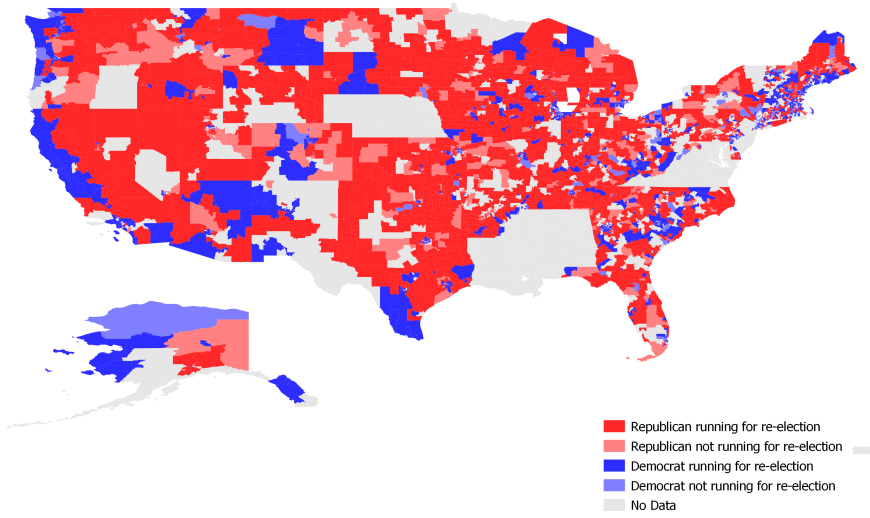 Republican running for re-election
Republican not running for re-election
Democrat running for re-election
Democrat not running for re-election
No Data